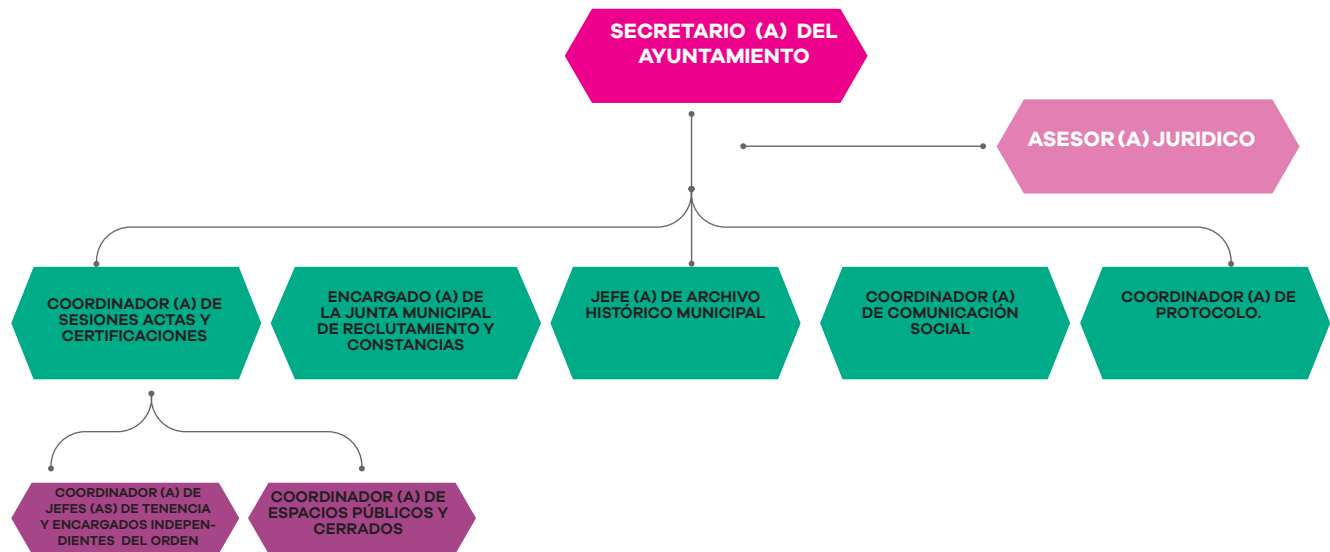 SECRETARIO (A) DEL
AYUNTAMIENTO
ASESOR (A) JURIDICO
COORDINADOR (A) DE
SESIONES ACTAS Y
CERTIFICACIONES
ENCARGADO (A) DE
LA JUNTA MUNICIPAL
DE RECLUTAMIENTO Y
CONSTANCIAS
JEFE (A) DE ARCHIVO
HISTÓRICO MUNICIPAL
COORDINADOR (A)
DE COMUNICACIÓN
SOCIAL
COORDINADOR (A) DE
PROTOCOLO.
COORDINADOR (A) DE
JEFES (AS) DE TENENCIA
Y ENCARGADOS INDEPEN-
DIENTES DEL ORDEN
COORDINADOR (A) DE
ESPACIOS PÚBLICOS Y
CERRADOS